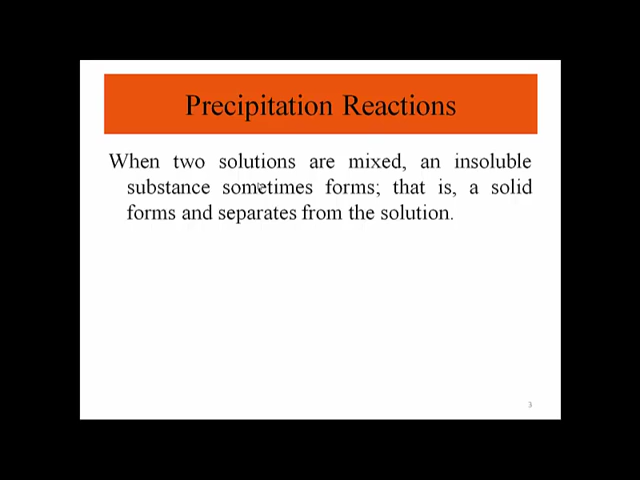 Precipitation Reactions
When two solutions are mixed, an insoluble
substance sometimes forms; that is, a solid
forms and separates from the solution.
3